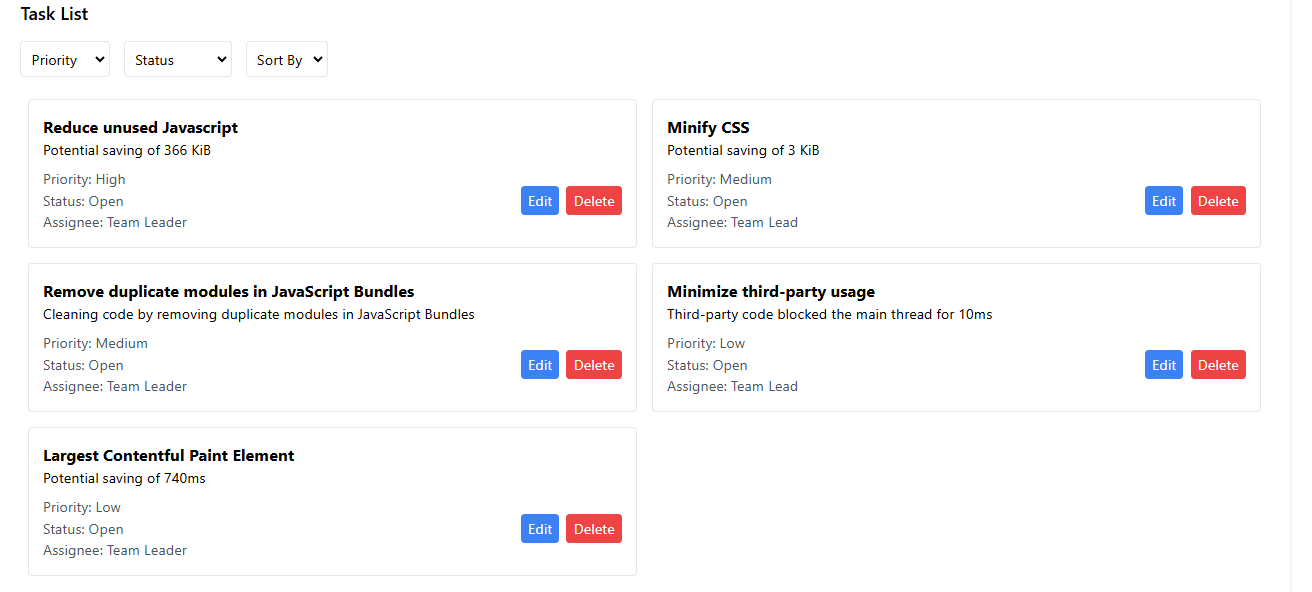 Task List
Priority Status Sort By
Reduce unused Javascript
Potential saving of 366 KiB
Priority: High
Status: Open
Assignee: Team Leader
Edit Delete
Minify CSS
Potential saving of 3 KiB
Priority: Medium
Status: Open
Assignee: Team Lead
Edit Delete
Remove duplicate modules in JavaScript Bundles
Cleaning code by removing duplicate modules in JavaScript Bundles
Priority: Medium
Status: Open
Assignee: Team Leader
Edit Delete
Minimize third-party usage
Third-party code blocked the main thread for 10ms
Priority: Low
Status: Open
Assignee: Team Lead
Edit Delete
Largest Contentful Paint Element
Potential saving of 740ms
Priority: Low
Status: Open
Assignee: Team Leader
Edit Delete